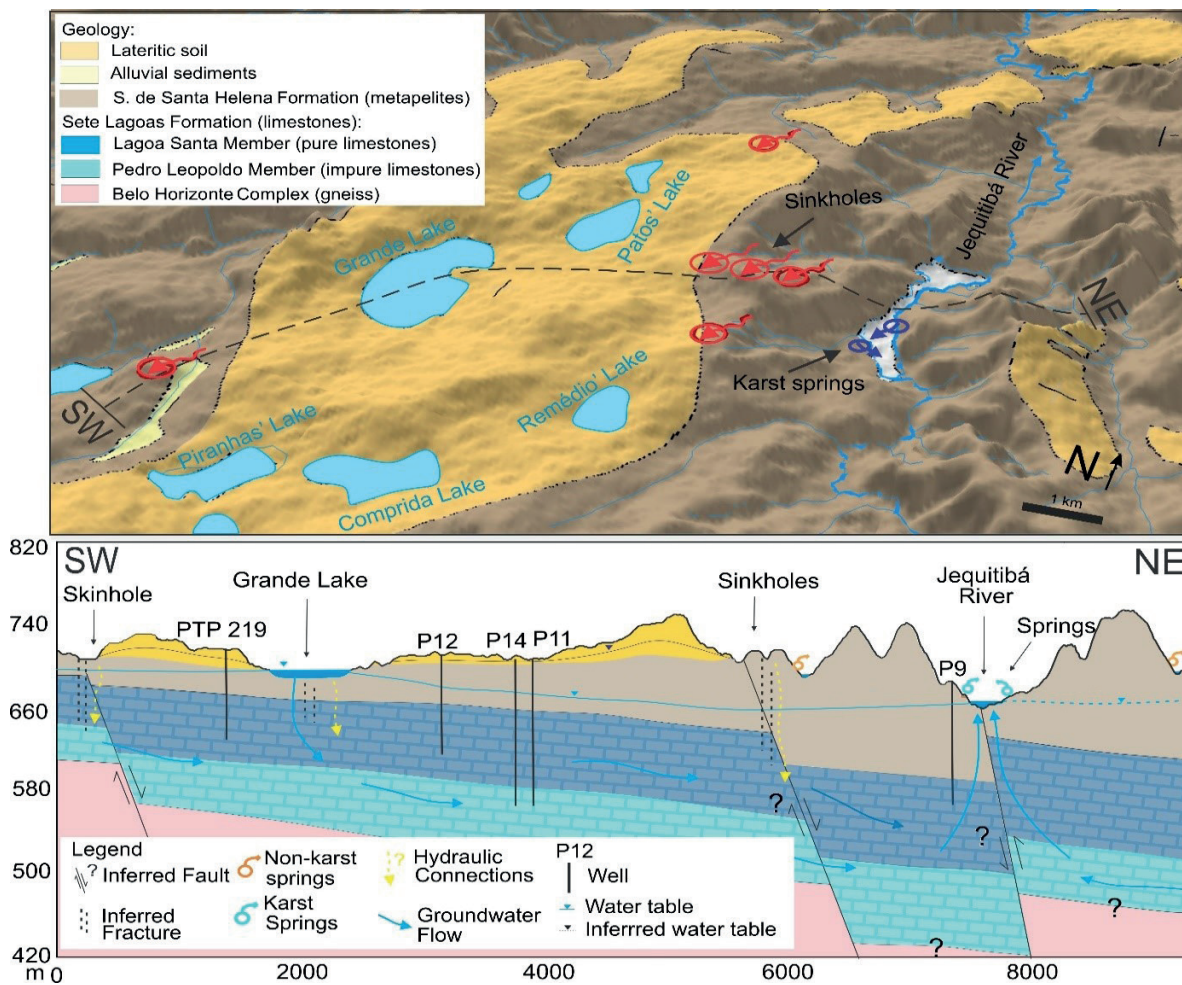 Geology:
Lateritic soil
Alluvial sediments
S. de Santa Helena Formation (metapelites)
Sete Lagoas Formation (limestones):
Lagoa Santa Member (pure limestones)
Pedro Leopoldo Member (impure limestones)
Belo Horizonte Complex (gneiss)
Grande Lake
Patos' Lake
Sinkholes
Jequitibá River
NE
Karst springs
SW
Remédio' Lake
Piranhas' Lake
Comprida Lake
N
1 km
820
740
660
580
500
420
m
0
2000
4000
6000
8000
SW
NE
Skinhole
Grande Lake
Sinkholes
Jequitibá
River
Springs
PTP 219
P12
P14
P11
P9
?
?
?
?
?
Legend
? Inferred Fault
Inferred
Fracture
Non-karst
springs
Karst
Springs
?
Hydraulic
Connections
Groundwater
Flow
P12
Well
Water table
Inferrred water table